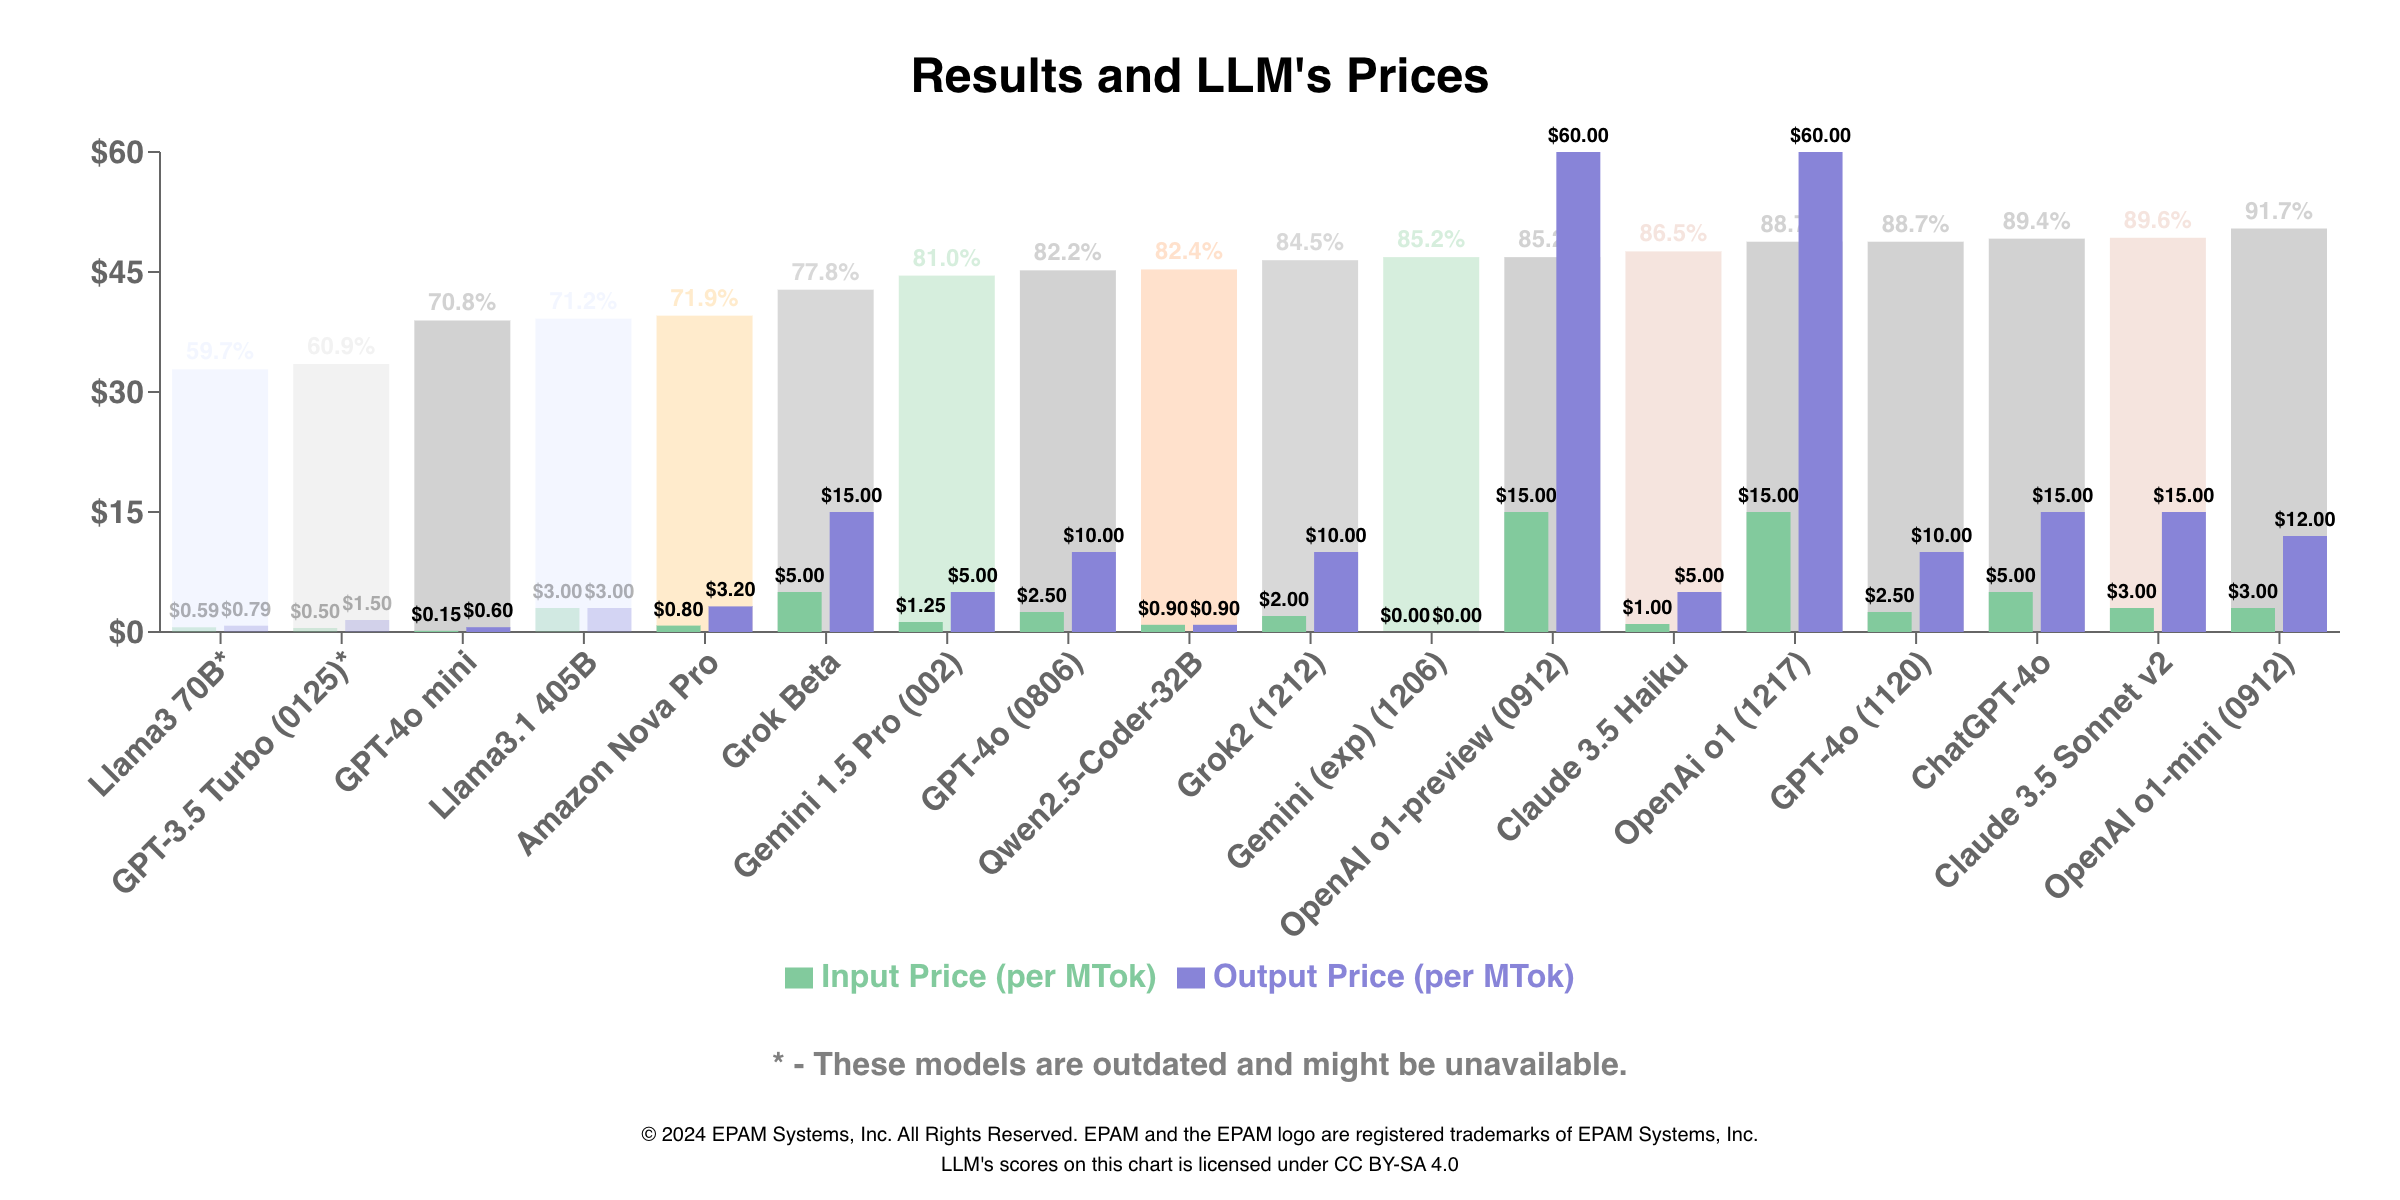 Results and LLM's Prices
$60
$45
$30
$15
$0
59.7%
60.9%
70.8%
71.2%
71.9%
77.8%
81.0%
82.2%
82.4%
84.5%
85.2%
85.2
86.5%
88.7
88.7%
89.4%
89.6%
91.7%
$0.59 $0.79
$0.50 $1.50
$0.15 $0.60
$3.00 $3.00
$0.80 $3.20
$5.00 $15.00
$1.25 $5.00
$2.50 $10.00
$0.90 $0.90
$2.00 $10.00
$0.00 $0.00
$15.00 $60.00
$1.00 $5.00
$15.00 $60.00
$2.50 $10.00
$5.00 $15.00
$3.00 $15.00
$3.00 $12.00
Llama3 70B*
GPT-3.5 Turbo (0125)*
GPT-4o mini
Llama3.1 405B
Amazon Nova Pro
Grok Beta
Gemini 1.5 Pro (002)
GPT-4o (0806)
Qwen2.5-Coder-32B
Grok2 (1212)
Gemini (exp) (1206)
OpenAI o1-preview (0912)
Claude 3.5 Haiku
OpenAi o1 (1217)
GPT-4o (1120)
ChatGPT-4o
Claude 3.5 Sonnet v2
OpenAI o1-mini (0912)
Input Price (per MTok) Output Price (per MTok)
* - These models are outdated and might be unavailable.
© 2024 EPAM Systems, Inc. All Rights Reserved. EPAM and the EPAM logo are registered trademarks of EPAM Systems, Inc.
LLM's scores on this chart is licensed under CC BY-SA 4.0